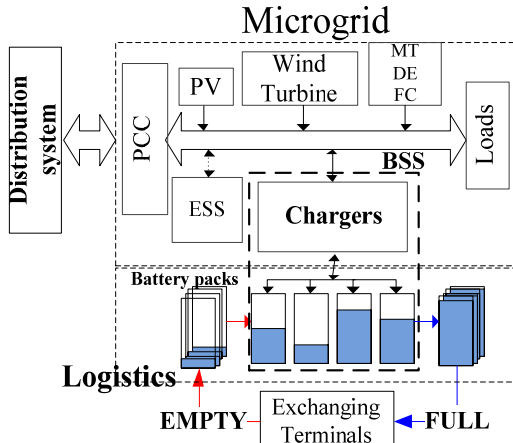 Microgrid
Distribution
system
PCC
PV
Wind
Turbine
MT
DE
FC
Loads
BSS
ESS
Chargers
Battery packs
Logistics
EMPTY
Exchanging
Terminals
FULL